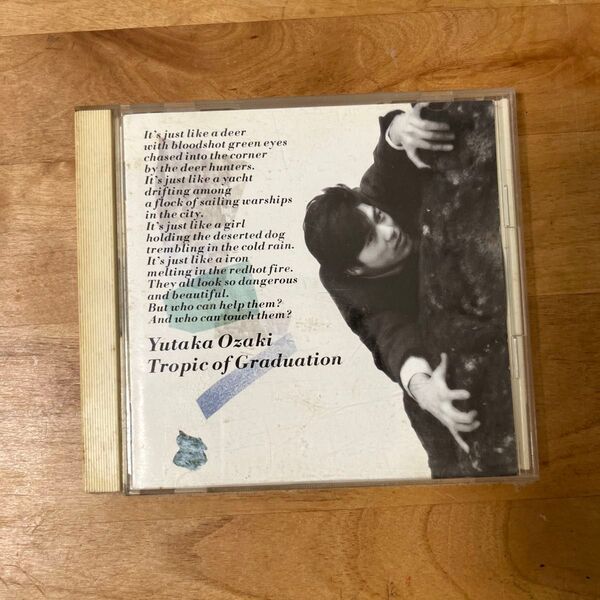 It's just like a deer
with bloodshot green eyes
chased into the corner
by the deer hunters.
It's just like a yacht
drifting among
a flock of sailing warships
in the city.
It's just like a girl
holding the deserted dog
trembling in the cold rain.
It's just like a iron
melting in the redhot fire.
They all look so dangerous
and beautiful.
But who can help them?
And who can touch them?
Yutaka Ozaki
Tropic of Graduation